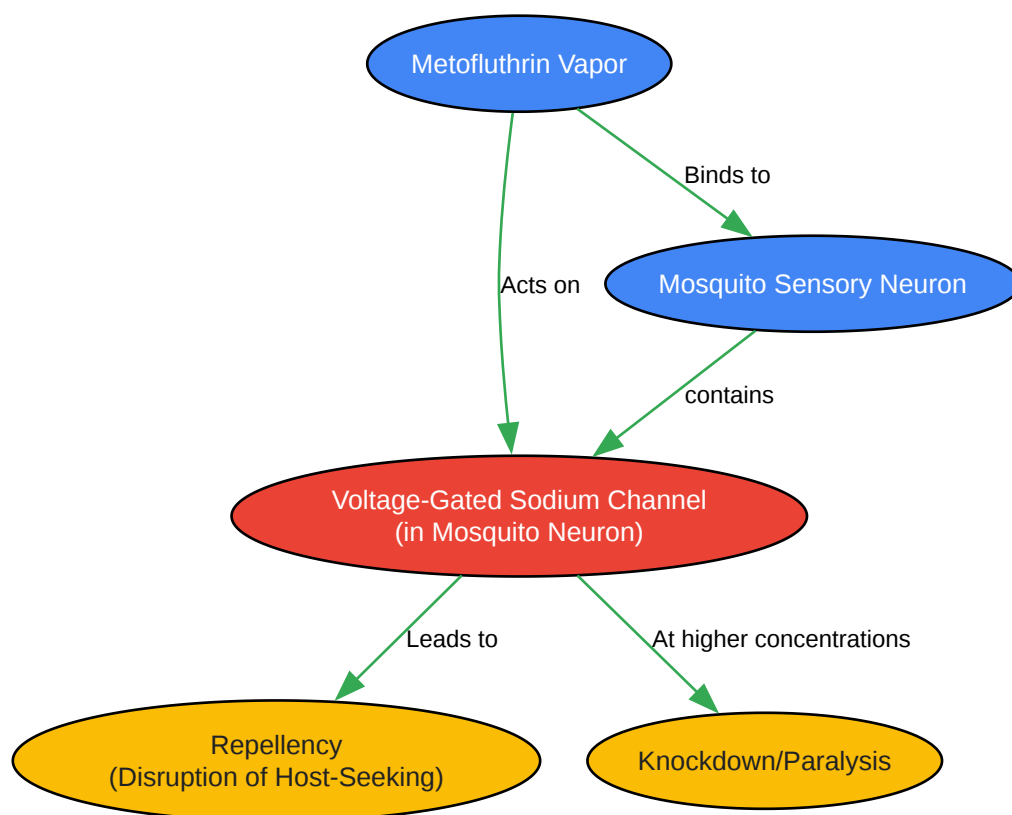 Metofluthrin Vapor
Binds to
Mosquito Sensory Neuron
Acts on
contains
Voltage-Gated Sodium Channel
(in Mosquito Neuron)
Leads to
At higher concentrations
Repellency
(Disruption of Host-Seeking)
Knockdown/Paralysis